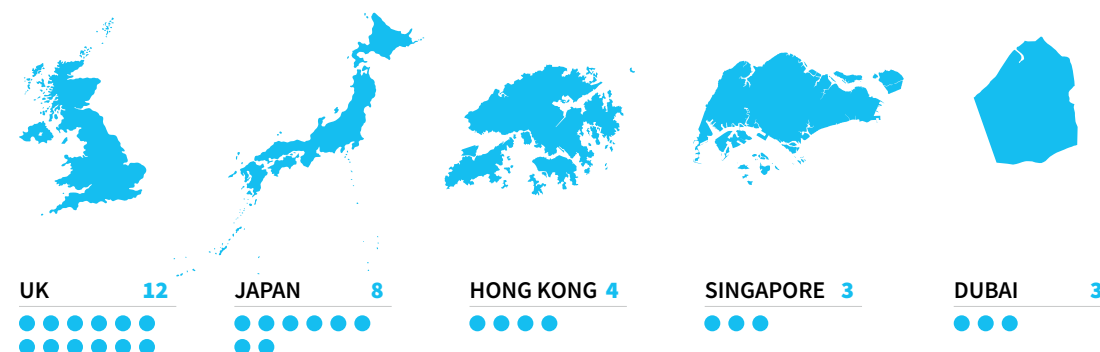 UK 12
JAPAN 8
HONG KONG 4
SINGAPORE 3
DUBAI 3